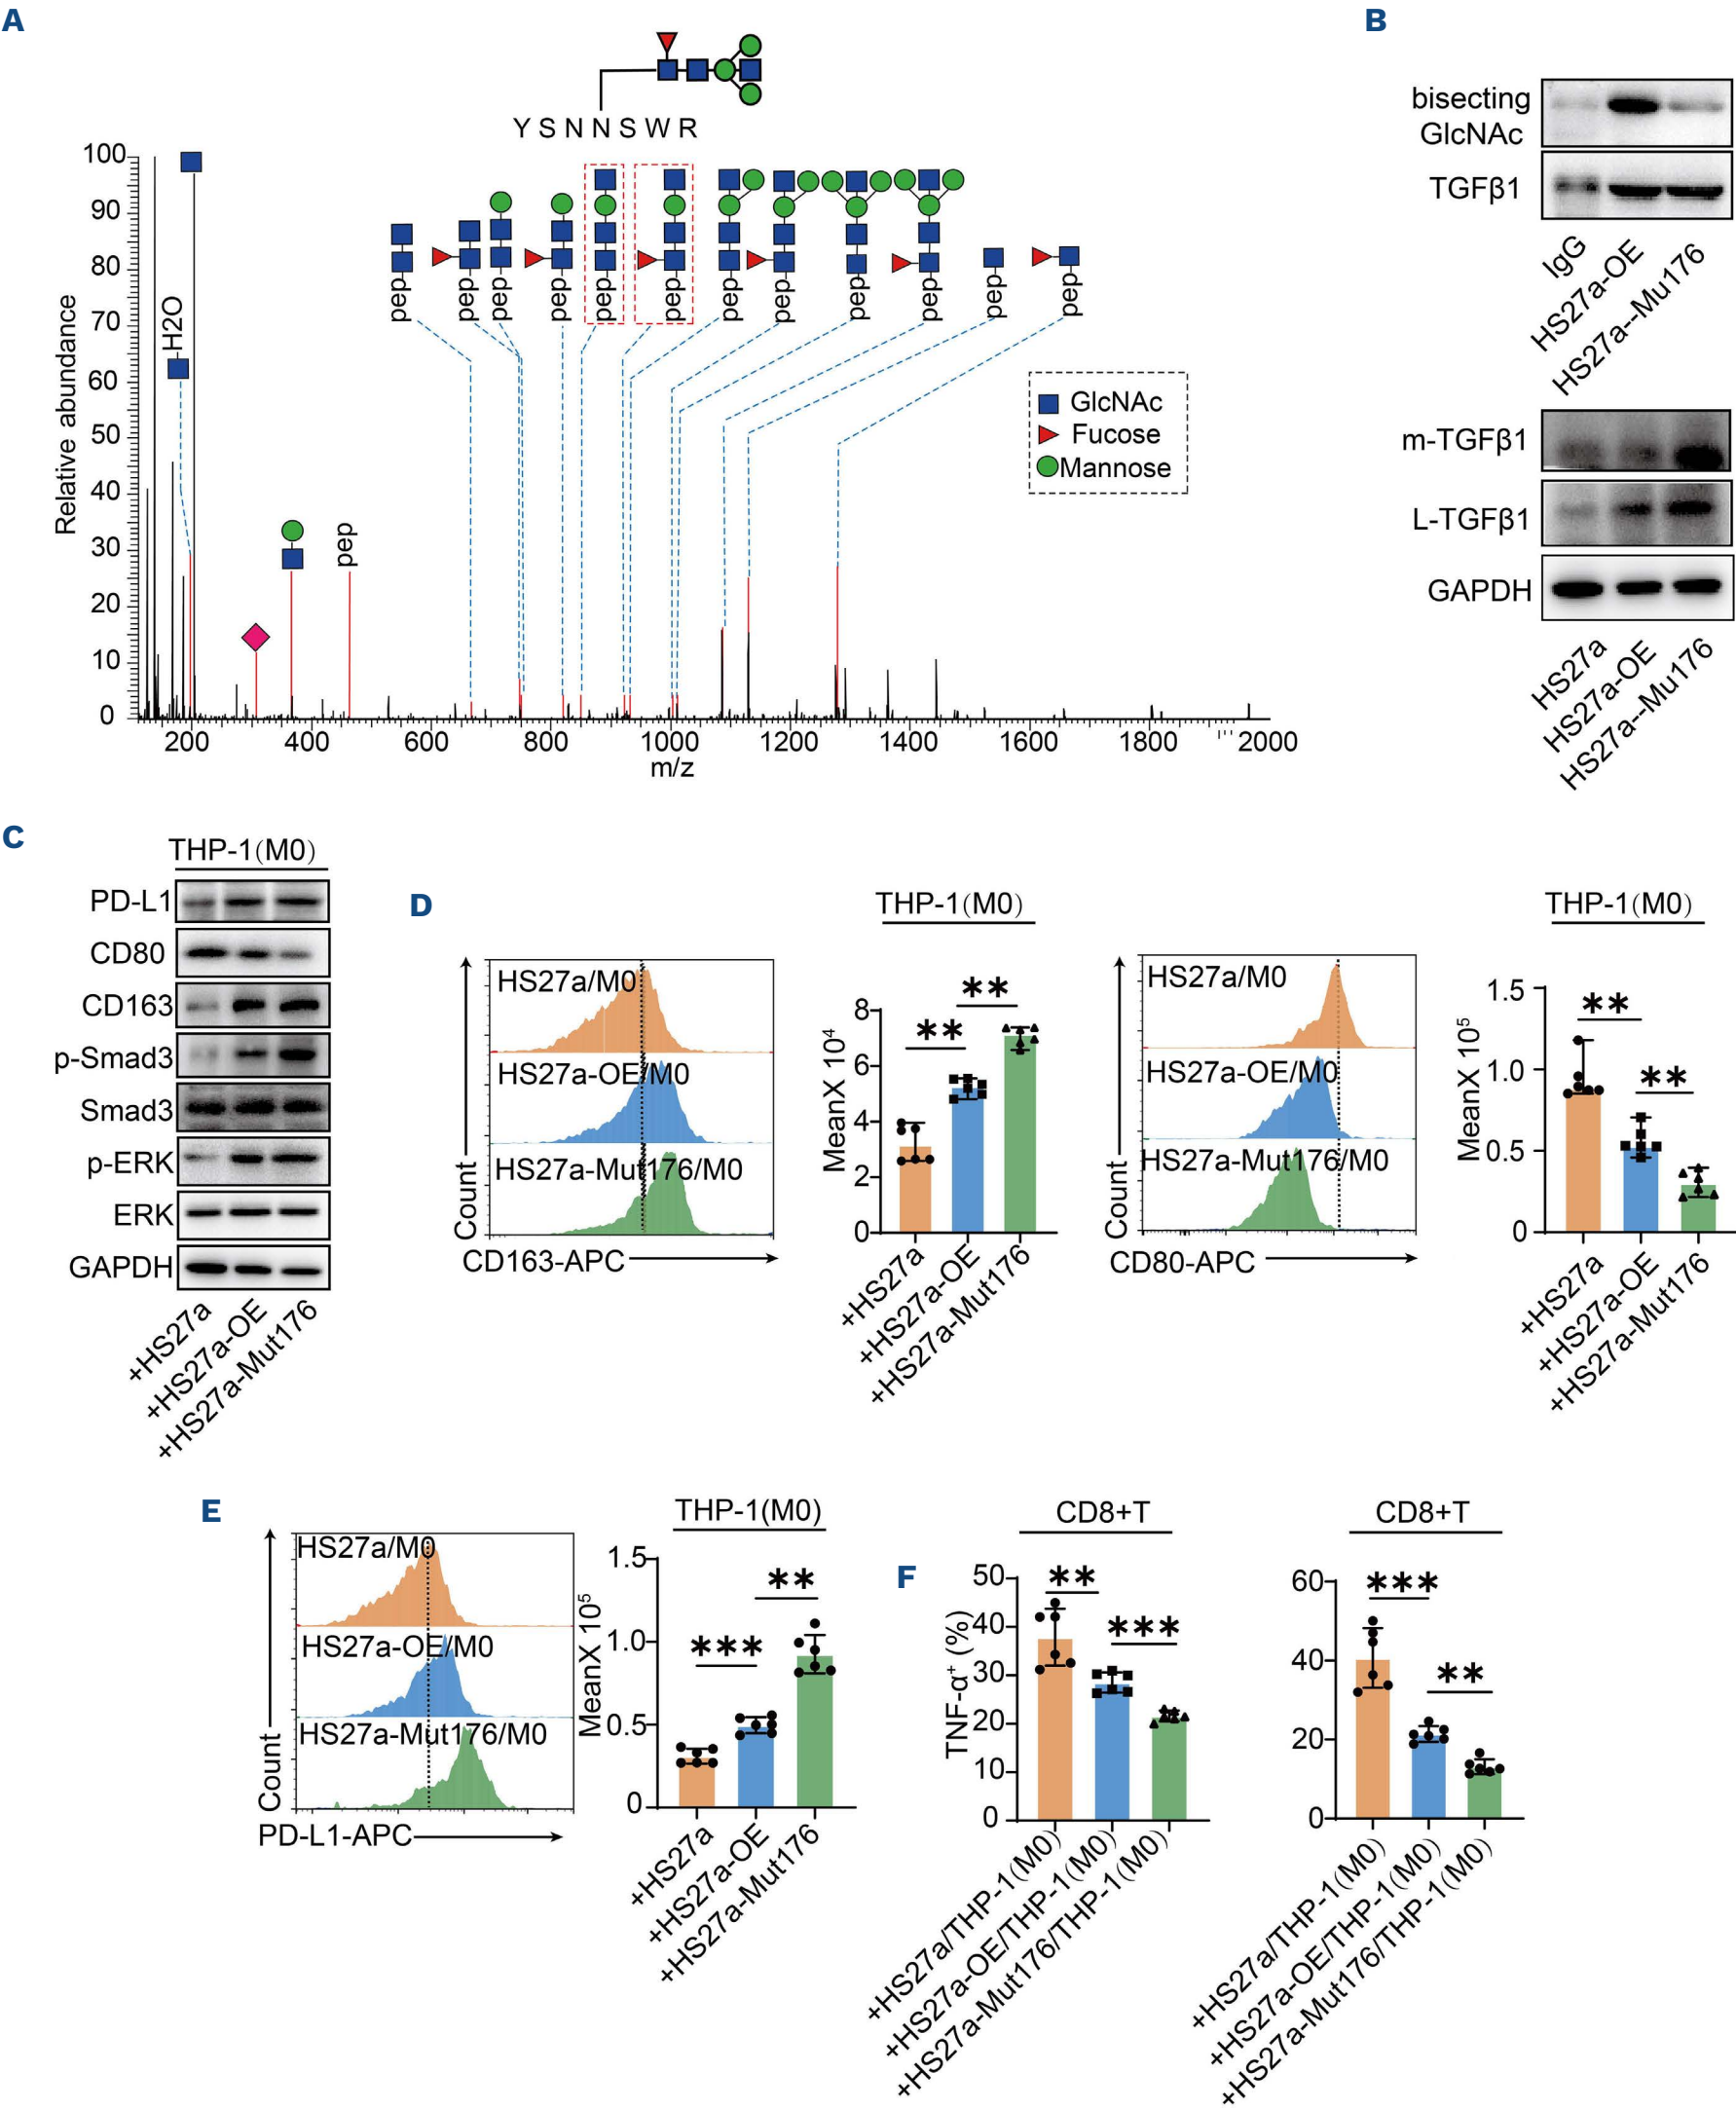 A
YSNNSWR
100
90
80
70
60
50
40
30
20
10
0
Relative abundance
H2O
pep
pep
pep
pep
pep
pep
pep
pep
pep
pep
pep
pep
pep
GlcNAc
Fucose
Mannose
200
400
600
800
1000
1200
1400
1600
1800
2000
m/z
B
bisecting
GlcNAc
TGFβ1
IgG
HS27a-OE
HS27a--Mu176
m-TGFβ1
L-TGFβ1
GAPDH
HS27a
HS27a-OE
HS27a--Mu176
C
THP-1(M0)
PD-L1
CD80
CD163
p-Smad3
Smad3
p-ERK
ERK
GAPDH
+HS27a
+HS27a-OE
+HS27a-Mut176
D
HS27a/M0
HS27a-OE/M0
HS27a-Mut176/M0
Count
CD163-APC
THP-1(M0)
8
6
4
2
0
MeanX 10⁴
**
**
+HS27a
+HS27a-OE
+HS27a-Mut176
HS27a/M0
HS27a-OE/M0
HS27a-Mut176/M0
Count
CD80-APC
THP-1(M0)
1.5
1.0
0.5
0
MeanX 10⁵
**
**
+HS27a
+HS27a-OE
+HS27a-Mut176
E
HS27a/M0
HS27a-OE/M0
HS27a-Mut176/M0
Count
PD-L1-APC
THP-1(M0)
1.5
1.0
0.5
0
MeanX 10⁵
***
**
+HS27a
+HS27a-OE
+HS27a-Mut176
F
CD8+T
50
40
30
20
10
0
TNF-α⁺ (%)
**
***
+HS27a/THP-1(M0)
+HS27a-OE/THP-1(M0)
+HS27a-Mut176/THP-1(M0)
CD8+T
60
40
20
0
***
**
+HS27a/THP-1(M0)
+HS27a-OE/THP-1(M0)
+HS27a-Mut176/THP-1(M0)